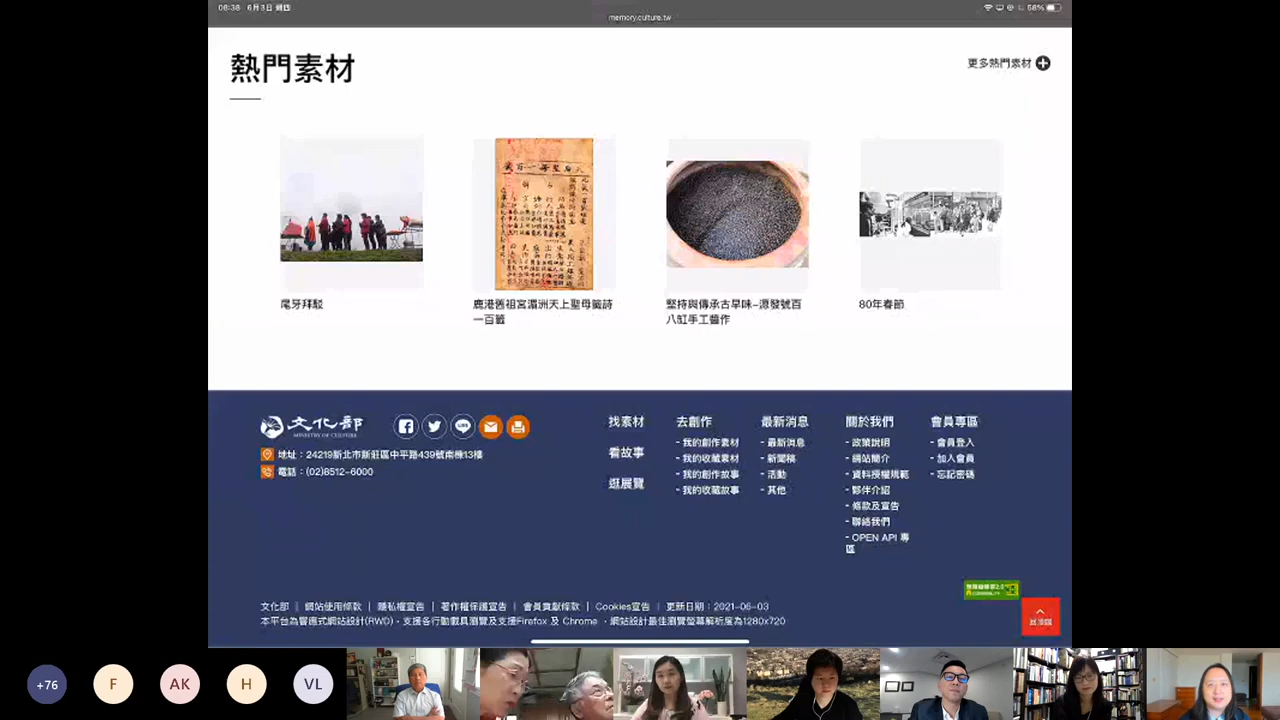 08:38 6月3日 週四
58%
memory.culture.tw
熱門素材
更多熱門素材
尾牙拜駁
鹿港舊祖宮湄洲天上聖母籤詩
一百籤
堅持與傳承古早味-源發號百
八缸手工醬作
80年春節
文化部
MINISTRY OF CULTURE
地址：24219新北市新莊區中平路439號南棟13樓
電話：(02)8512-6000
找素材
看故事
逛展覽
去創作
- 我的創作素材
- 我的收藏素材
- 我的創作故事
- 我的收藏故事
最新消息
- 最新消息
- 新聞稿
- 活動
- 其他
關於我們
- 政策說明
- 網站簡介
- 資料授權規範
- 夥伴介紹
- 條款及宣告
- 聯絡我們
- OPEN API 專
區
會員專區
- 會員登入
- 加入會員
- 忘記密碼
回頂端
文化部 | 網站使用條款 | 隱私權宣告 | 著作權保護宣告 | 會員貢獻條款 | Cookies宣告 | 更新日期：2021-06-03
本平台為響應式網站設計(RWD)，支援各行動載具瀏覽及支援Firefox 及 Chrome ，網站設計最佳瀏覽螢幕解析度為1280x720
+76
F
AK
H
VL